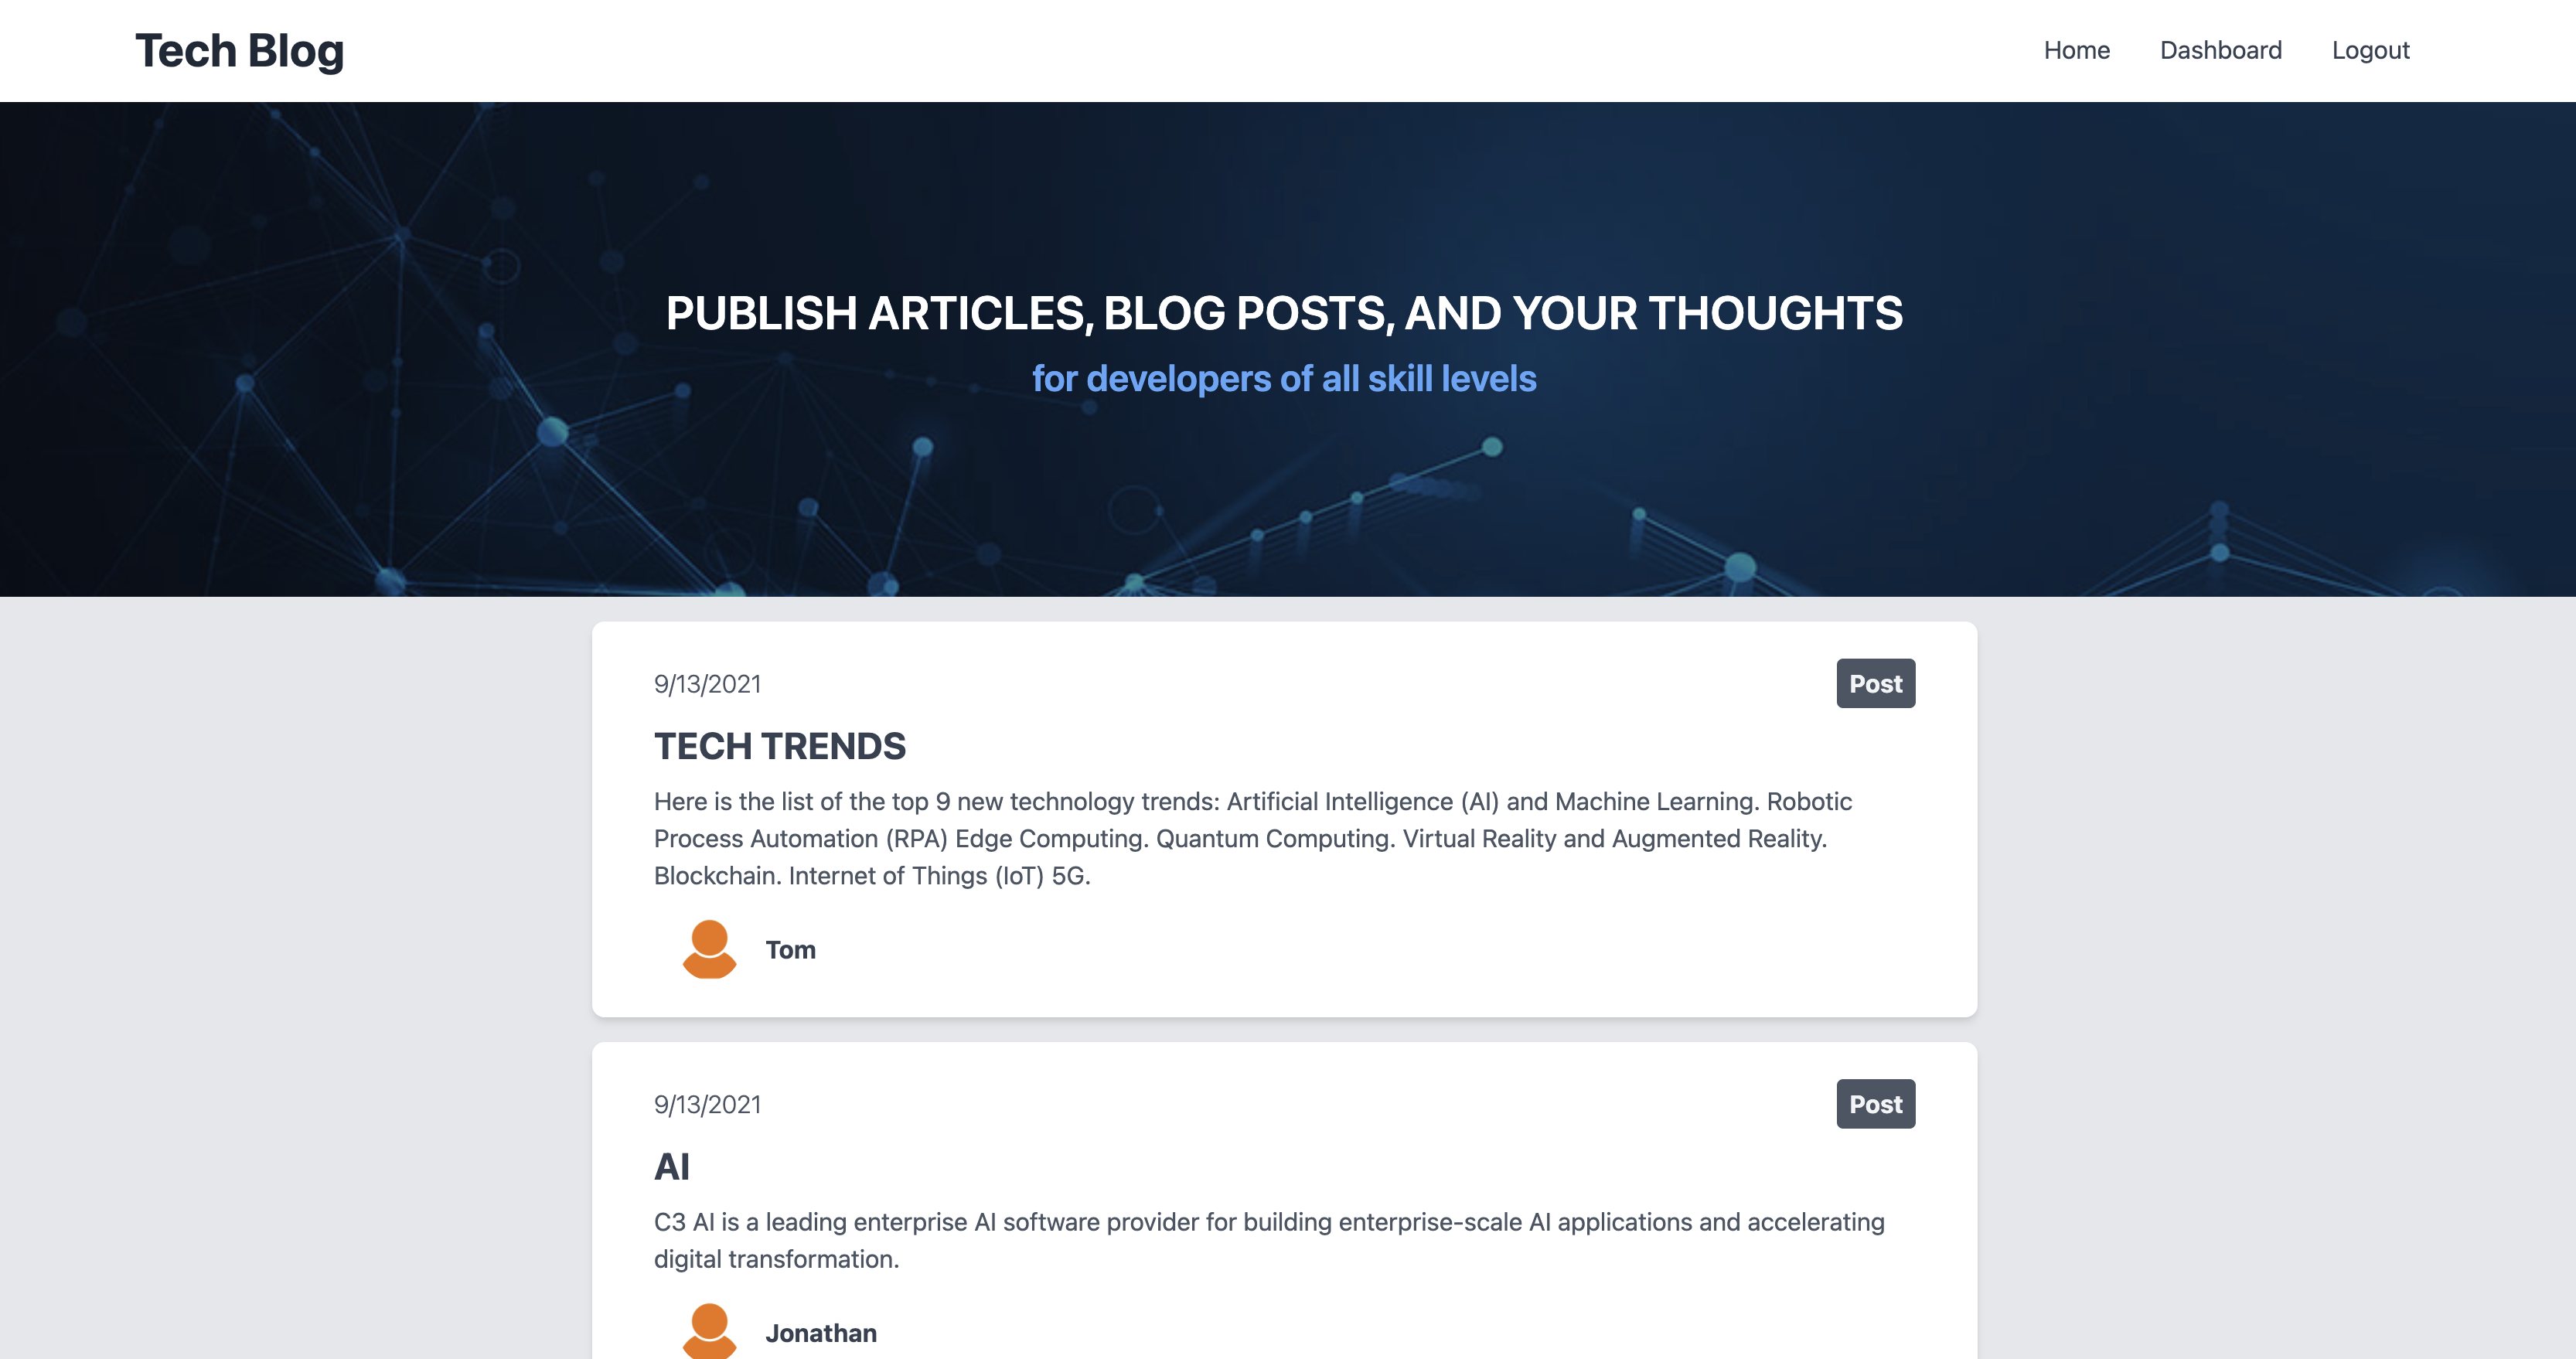 Tech Blog
Home Dashboard Logout
PUBLISH ARTICLES, BLOG POSTS, AND YOUR THOUGHTS
for developers of all skill levels
9/13/2021 Post
TECH TRENDS
Here is the list of the top 9 new technology trends: Artificial Intelligence (AI) and Machine Learning. Robotic
Process Automation (RPA) Edge Computing. Quantum Computing. Virtual Reality and Augmented Reality.
Blockchain. Internet of Things (IoT) 5G.
Tom
9/13/2021 Post
AI
C3 AI is a leading enterprise AI software provider for building enterprise-scale AI applications and accelerating
digital transformation.
Jonathan